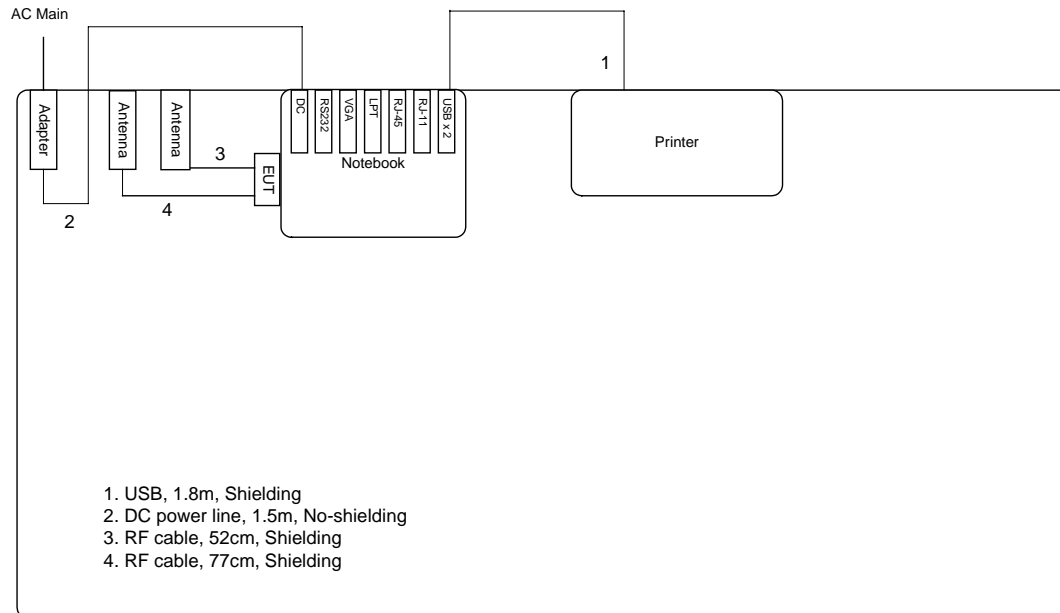 AC Main
1
Adapter
Antenna
Antenna
DC
RS232
VGA
LPT
RJ-45
RJ-11
USB x 2
Notebook
Printer
3
EUT
4
2
1. USB, 1.8m, Shielding
2. DC power line, 1.5m, No-shielding
3. RF cable, 52cm, Shielding
4. RF cable, 77cm, Shielding